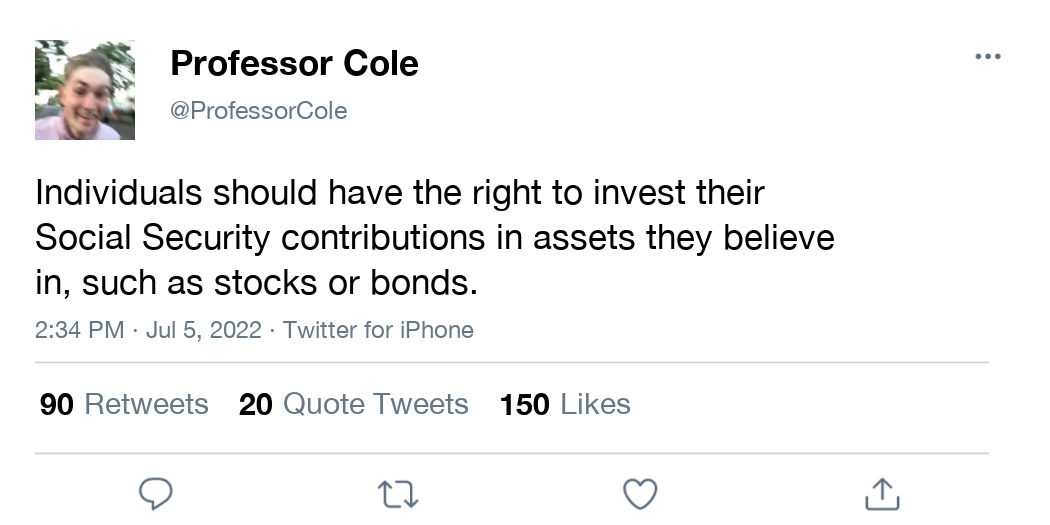 Professor Cole
@ProfessorCole
Individuals should have the right to invest their
Social Security contributions in assets they believe
in, such as stocks or bonds.
2:34 PM · Jul 5, 2022 · Twitter for iPhone
90 Retweets 20 Quote Tweets 150 Likes